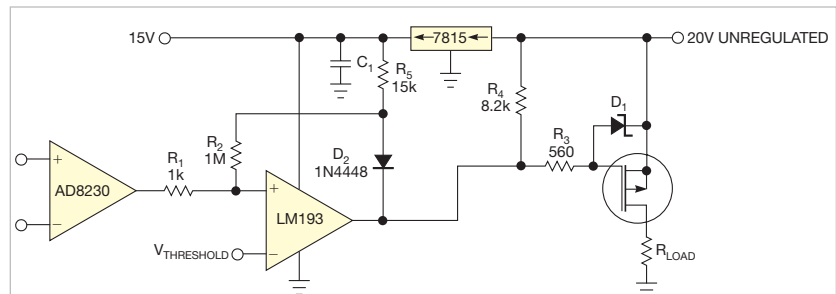 15V
7815
20V UNREGULATED
C1
R5
15k
R4
8.2k
D1
R2
1M
R3
560
D2
1N4448
R1
1k
+
AD8230
–
+
LM193
–
VTHRESHOLD
RLOAD